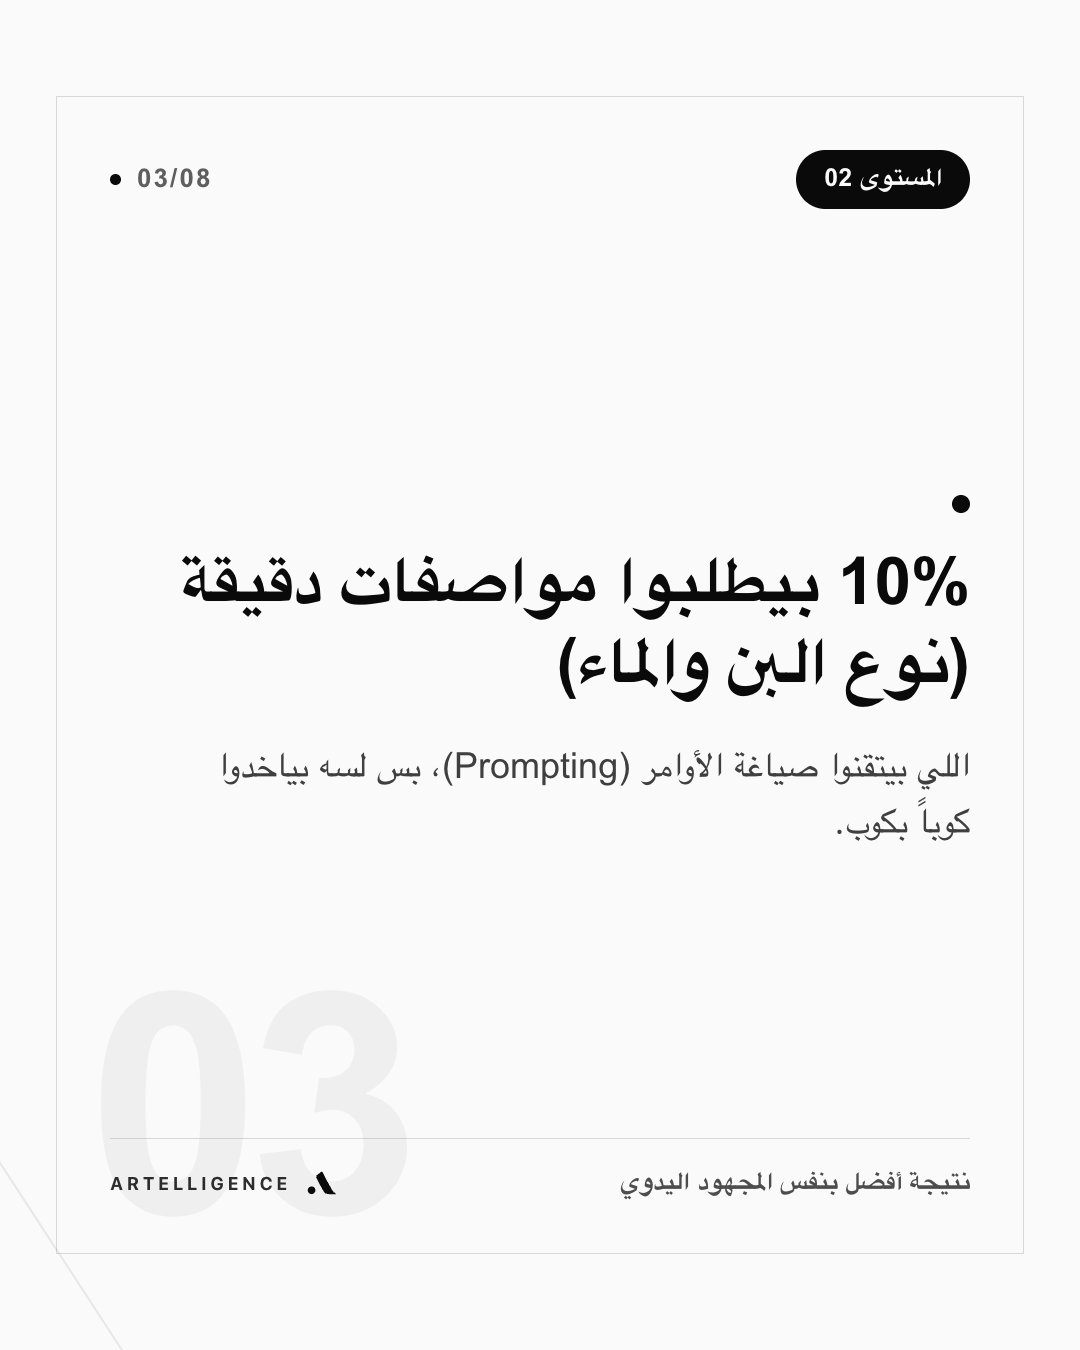 المستوى 02
03/08
10% بيطلبوا مواصفات دقيقة
(نوع البن والماء)
اللي بيتقنوا صياغة الأوامر (Prompting)، بس لسه بياخدوا
كوباً بكوب.
03
نتيجة أفضل بنفس المجهود اليدوي
ARTELLIGENCE